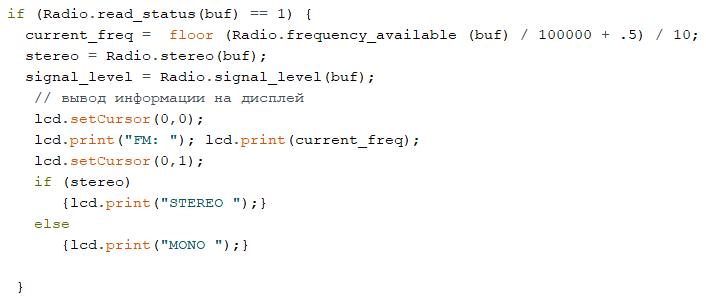 if (Radio.read_status(buf) == 1) {
current_freq =  floor (Radio.frequency_available (buf) / 100000 + .5) / 10;
stereo = Radio.stereo(buf);
signal_level = Radio.signal_level(buf);
// вывод информации на дисплей
lcd.setCursor(0,0);
lcd.print("FM: "); lcd.print(current_freq);
lcd.setCursor(0,1);
if (stereo)
{lcd.print("STEREO ");}
else
{lcd.print("MONO ");}
}